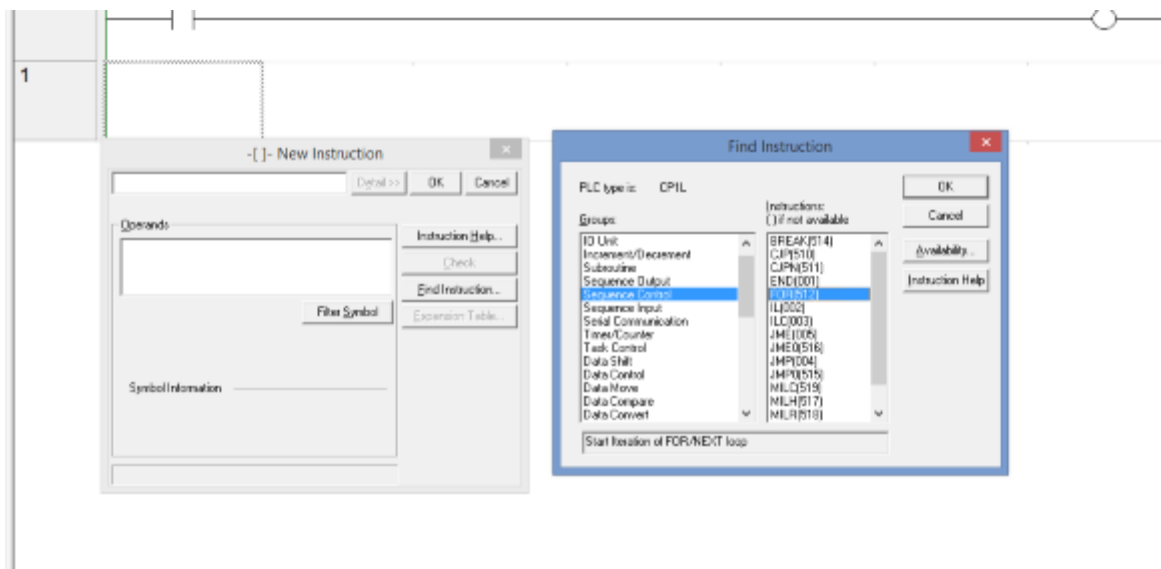 1
-[ ]- New Instruction
Detail >>
OK
Cancel
Operands
Instruction Help...
Check
Find Instruction...
Filter Symbol
Expansion Table...
Symbol Information
Find Instruction
PLC type is: CP1L
OK
Groups:
Instructions:
( ) if not available
Cancel
Availability...
Instruction Help
IO Unit
Increment/Decrement
Subroutine
Sequence Output
Sequence Control
Sequence Input
Serial Communication
Timer/Counter
Task Control
Data Shift
Data Control
Data Move
Data Compare
Data Convert
BREAK(514)
CJP(510)
CJPN(511)
END(001)
FOR(512)
IL(002)
ILC(003)
JME(005)
JME0(516)
JMP(004)
JMP0(515)
MILC(519)
MILH(517)
MILR(518)
Start Iteration of FOR/NEXT loop